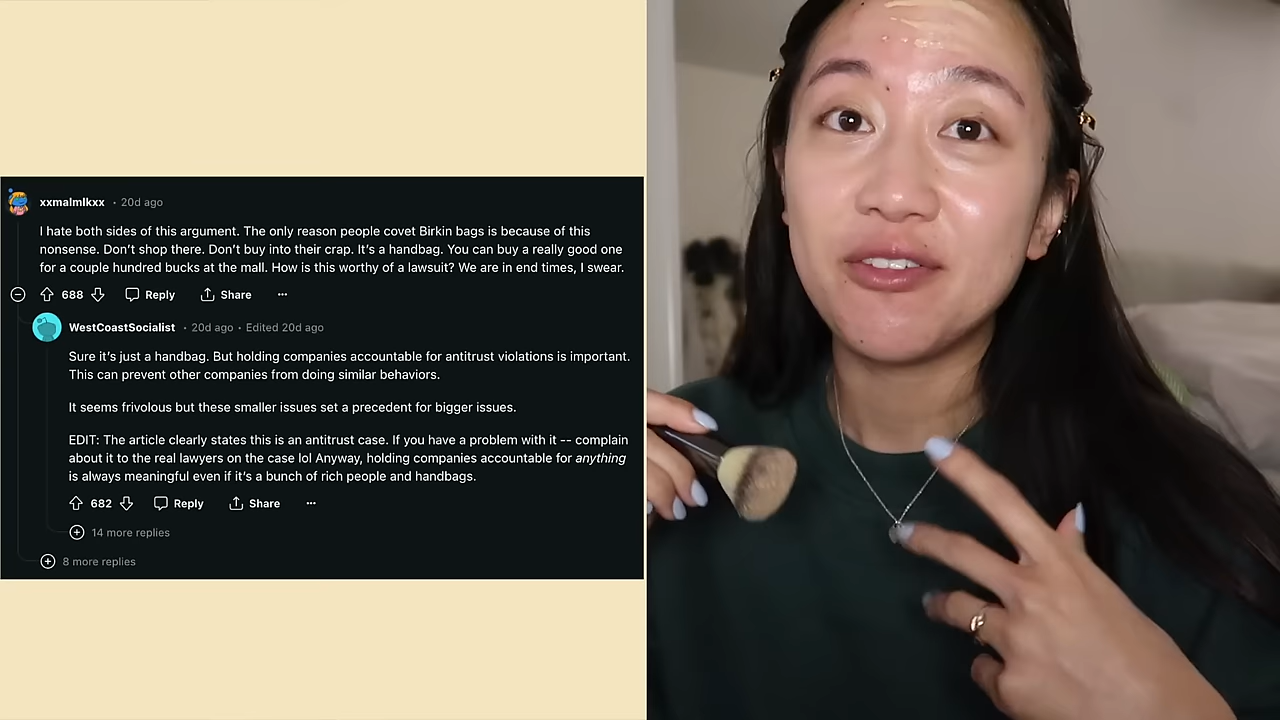 xxmalmlkxx · 20d ago
I hate both sides of this argument. The only reason people covet Birkin bags is because of this
nonsense. Don’t shop there. Don’t buy into their crap. It’s a handbag. You can buy a really good one
for a couple hundred bucks at the mall. How is this worthy of a lawsuit? We are in end times, I swear.
688 Reply Share ···
WestCoastSocialist · 20d ago · Edited 20d ago
Sure it’s just a handbag. But holding companies accountable for antitrust violations is important.
This can prevent other companies from doing similar behaviors.
It seems frivolous but these smaller issues set a precedent for bigger issues.
EDIT: The article clearly states this is an antitrust case. If you have a problem with it -- complain
about it to the real lawyers on the case lol Anyway, holding companies accountable for anything
is always meaningful even if it’s a bunch of rich people and handbags.
682 Reply Share ···
14 more replies
8 more replies